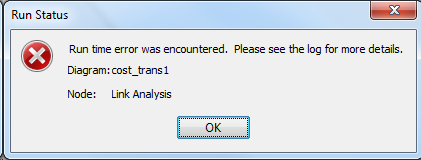 Run Status
Run time error was encountered. Please see the log for more details.
Diagram: cost_trans1
Node: Link Analysis
OK